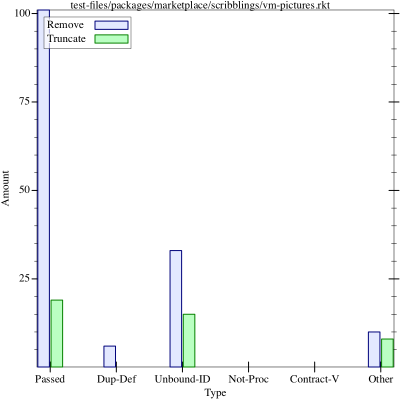 test-files/packages/marketplace/scribblings/vm-pictures.rkt
100
Remove
Truncate
75
50
25
Amount
Passed Dup-Def Unbound-ID Not-Proc Contract-V Other
Type